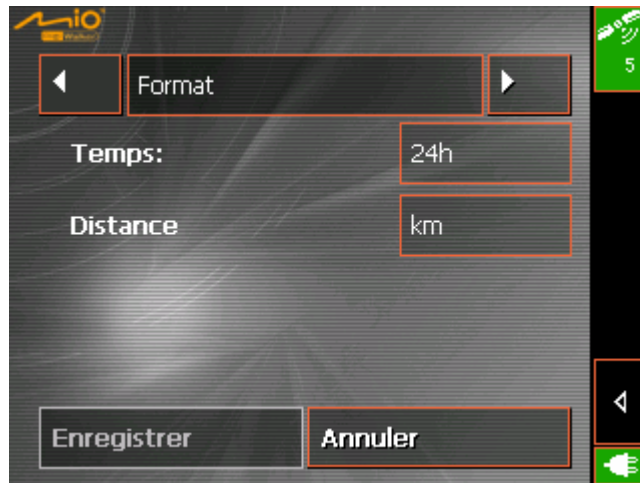 Mio
5
Format
Temps: 24h
Distance km
Enregistrer Annuler